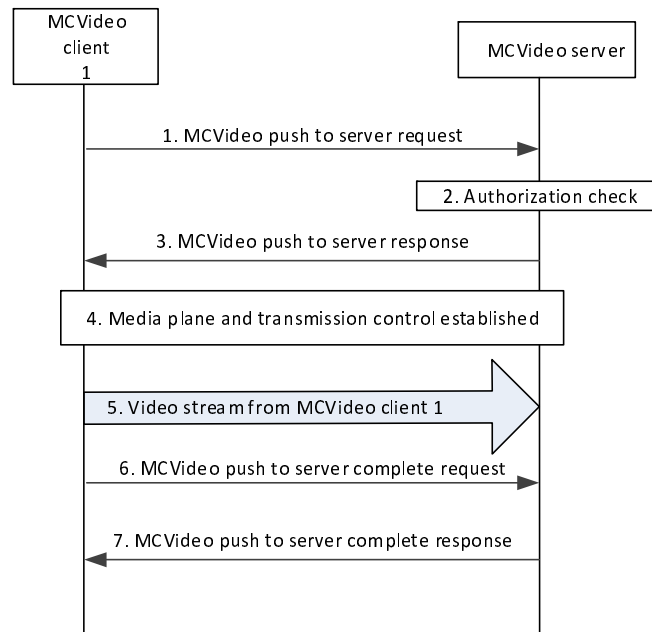 MCVideo
client
1
MCVideo server
1. MCVideo push to server request
2. Authorization check
3. MCVideo push to server response
4. Media plane and transmission control established
5. Video stream from MCVideo client 1
6. MCVideo push to server complete request
7. MCVideo push to server complete response